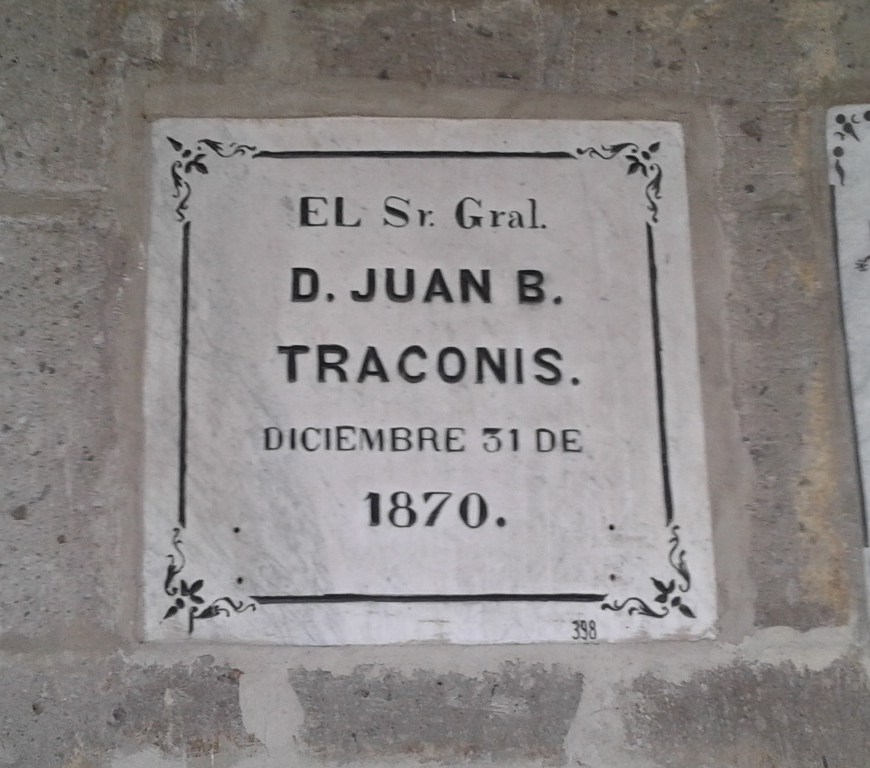 EL Sr. Gral.
D. JUAN B.
TRACONIS.
DICIEMBRE 31 DE
1870.
398